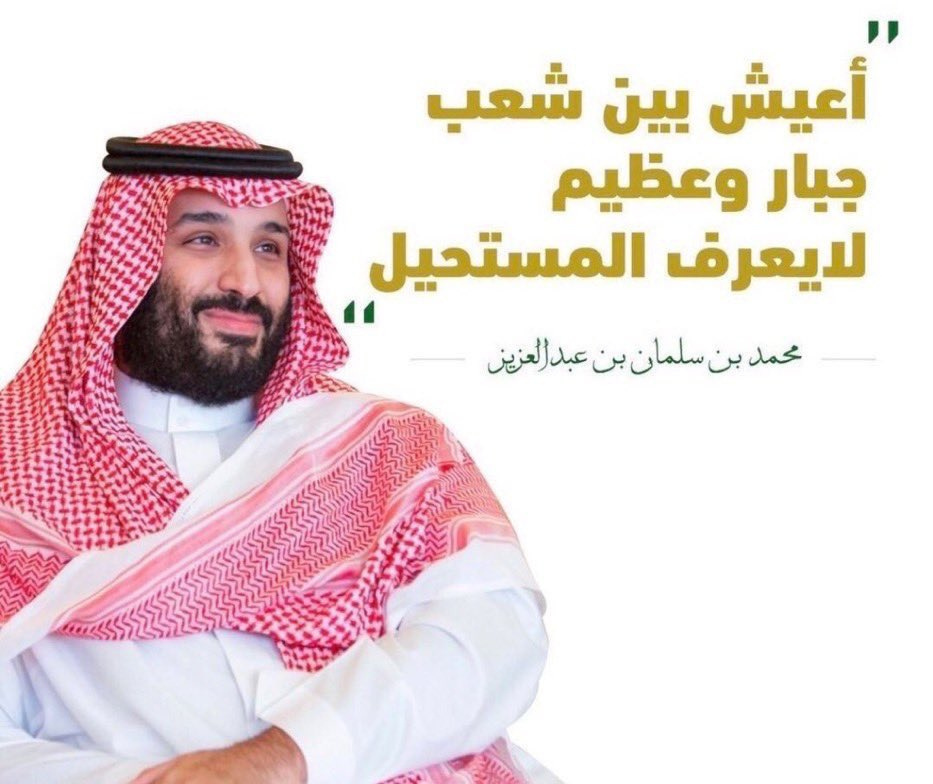 "
أعيش بين شعب
جبار وعظيم
لايعرف المستحيل
"
محمد بن سلمان بن عبدالعزيز